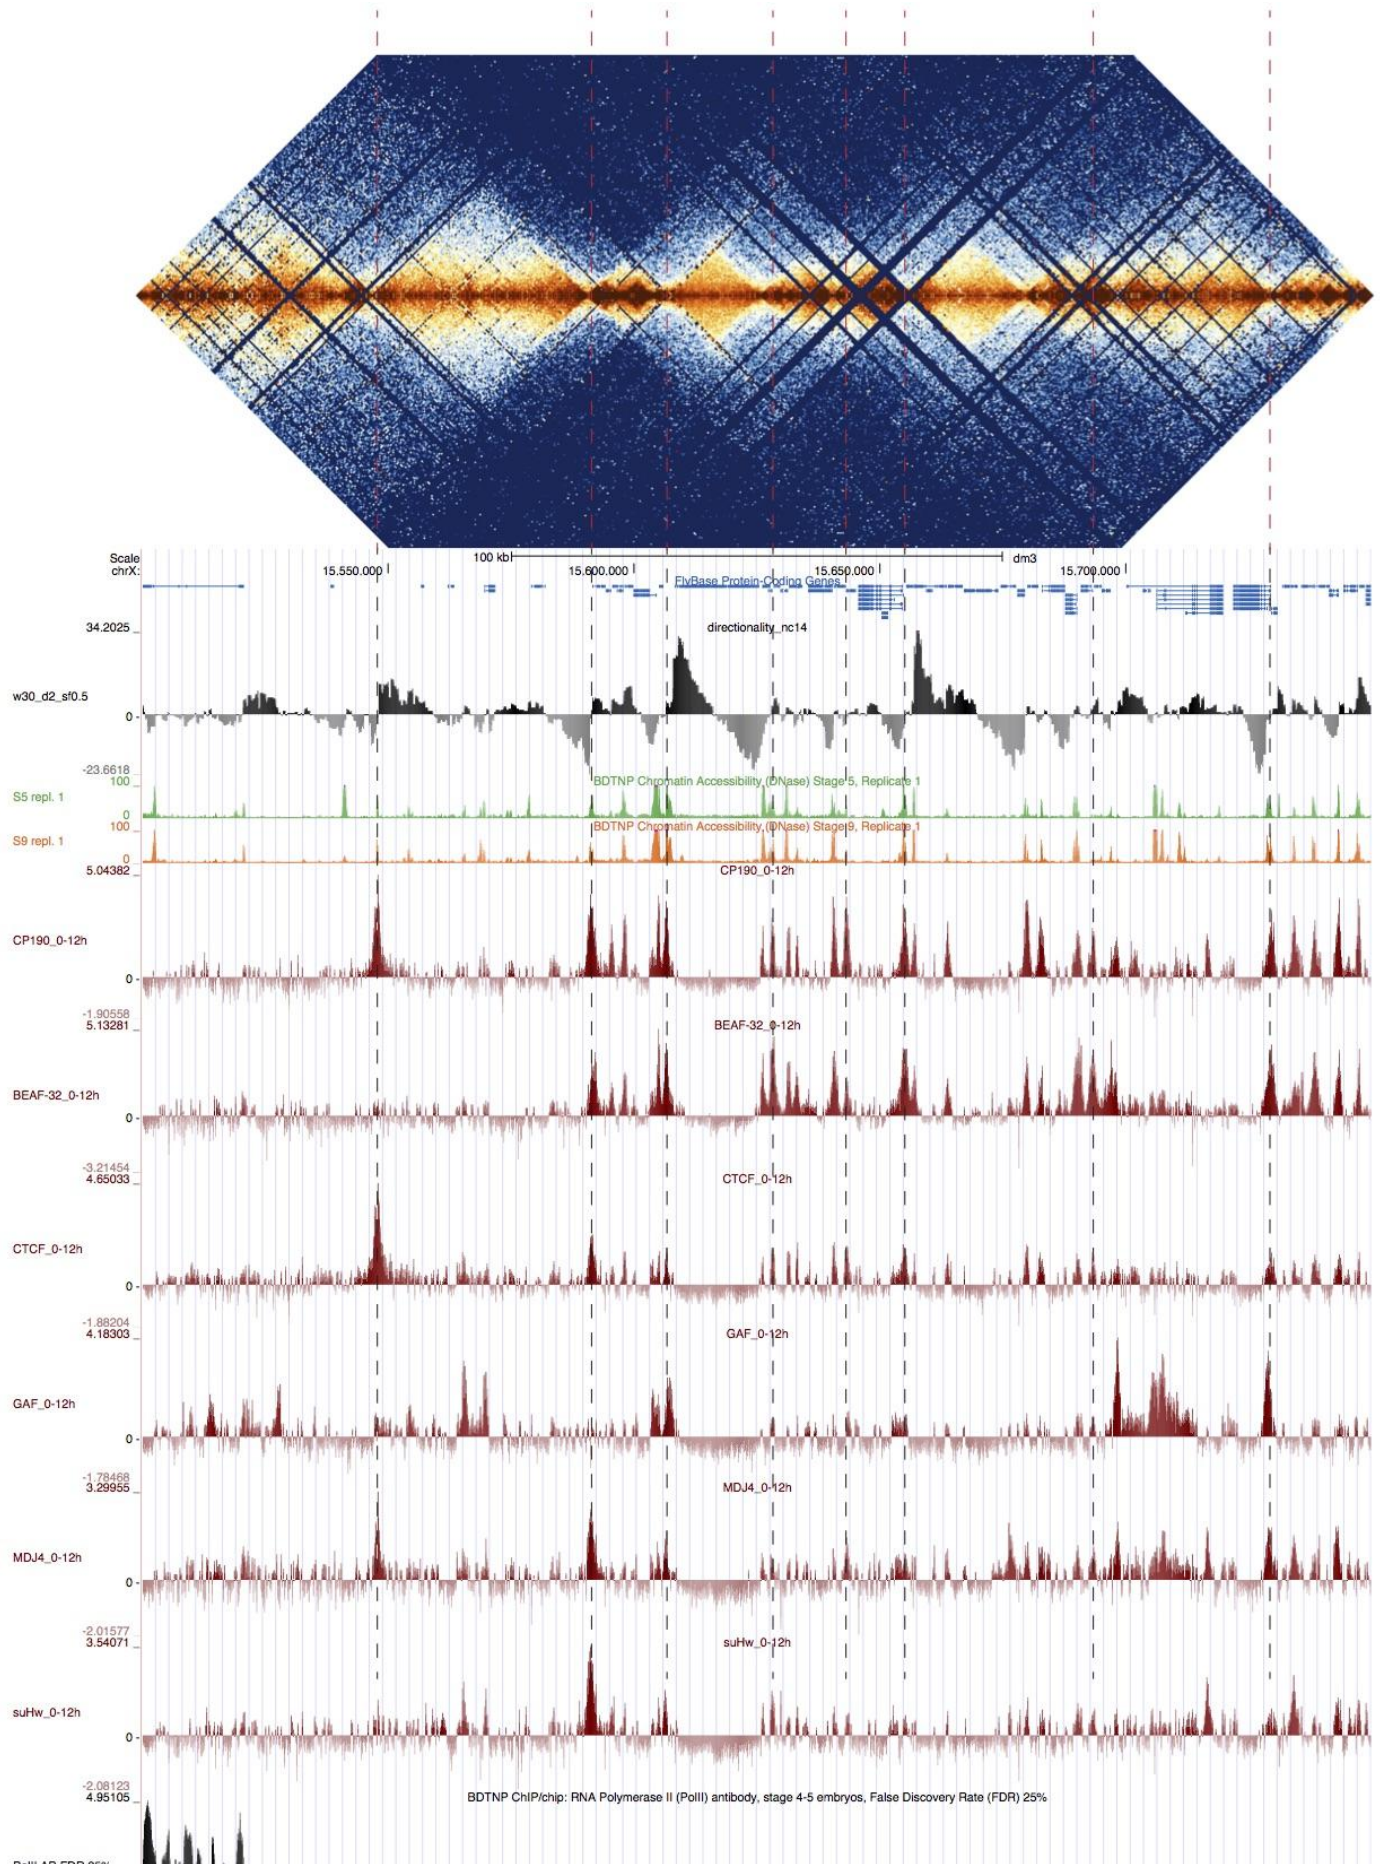 Scale 100 kb dm3
chrX: 15,550,000 15,600,000 15,650,000 15,700,000
FlyBase Protein-Coding Genes
34.2025 directionality_nc14
w30_d2_sf0.5
0
-23.6618
100 BDTNP Chromatin Accessibility (DNase) Stage 5, Replicate 1
S5 repl. 1
0
100 BDTNP Chromatin Accessibility (DNase) Stage 9, Replicate 1
S9 repl. 1
0
5.04382 CP190_0-12h
CP190_0-12h
0
-1.90558
5.13281 BEAF-32_0-12h
BEAF-32_0-12h
0
-3.21454
4.65033 CTCF_0-12h
CTCF_0-12h
0
-1.88204
4.18303 GAF_0-12h
GAF_0-12h
0
-1.78468
3.29955 MDJ4_0-12h
MDJ4_0-12h
0
-2.01577
3.54071 suHw_0-12h
suHw_0-12h
0
-2.08123
4.95105 BDTNP ChIP/chip: RNA Polymerase II (PolII) antibody, stage 4-5 embryos, False Discovery Rate (FDR) 25%